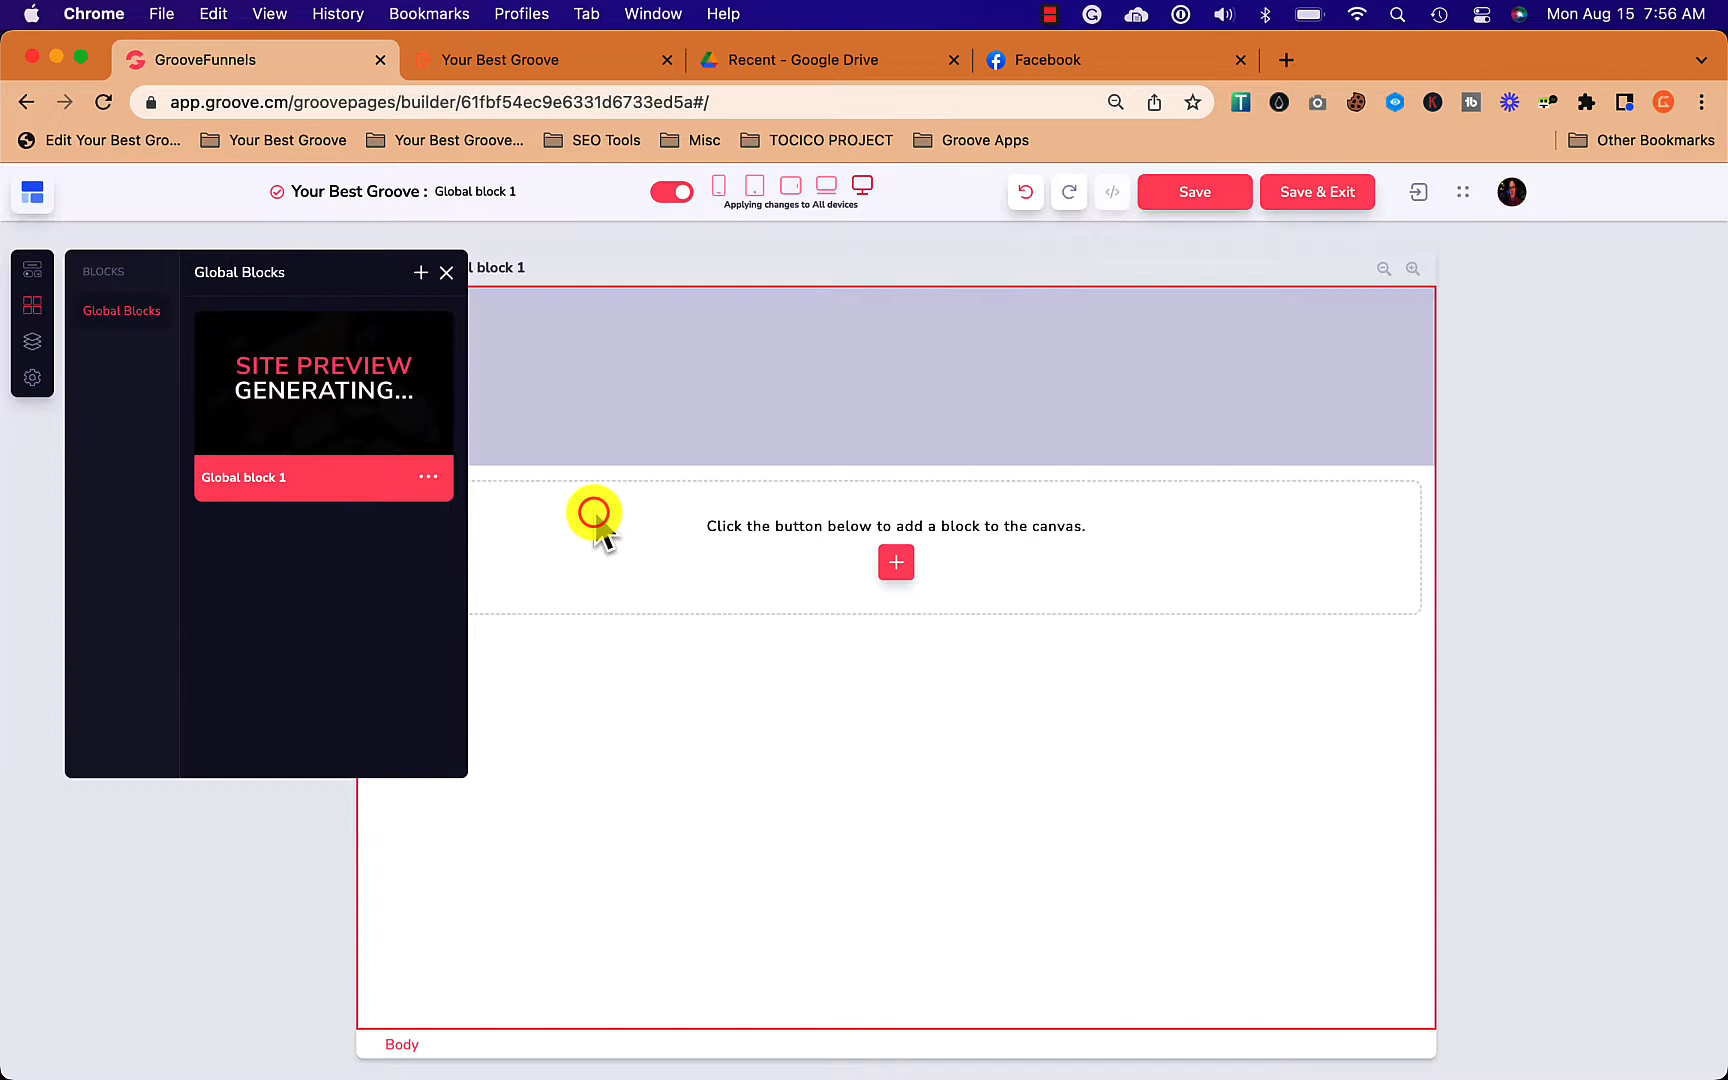 Chrome File Edit View History Bookmarks Profiles Tab Window Help Mon Aug 15 7:56 AM
GrooveFunnels Your Best Groove Recent - Google Drive Facebook
app.groove.cm/groovepages/builder/61fbf54ec9e6331d6733ed5a#/
Edit Your Best Gro... Your Best Groove Your Best Groove... SEO Tools Misc TOCICO PROJECT Groove Apps Other Bookmarks
Your Best Groove : Global block 1
Applying changes to All devices
Save
Save & Exit
BLOCKS
Global Blocks
Global Blocks
SITE PREVIEW
GENERATING...
Global block 1
l block 1
Click the button below to add a block to the canvas.
Body